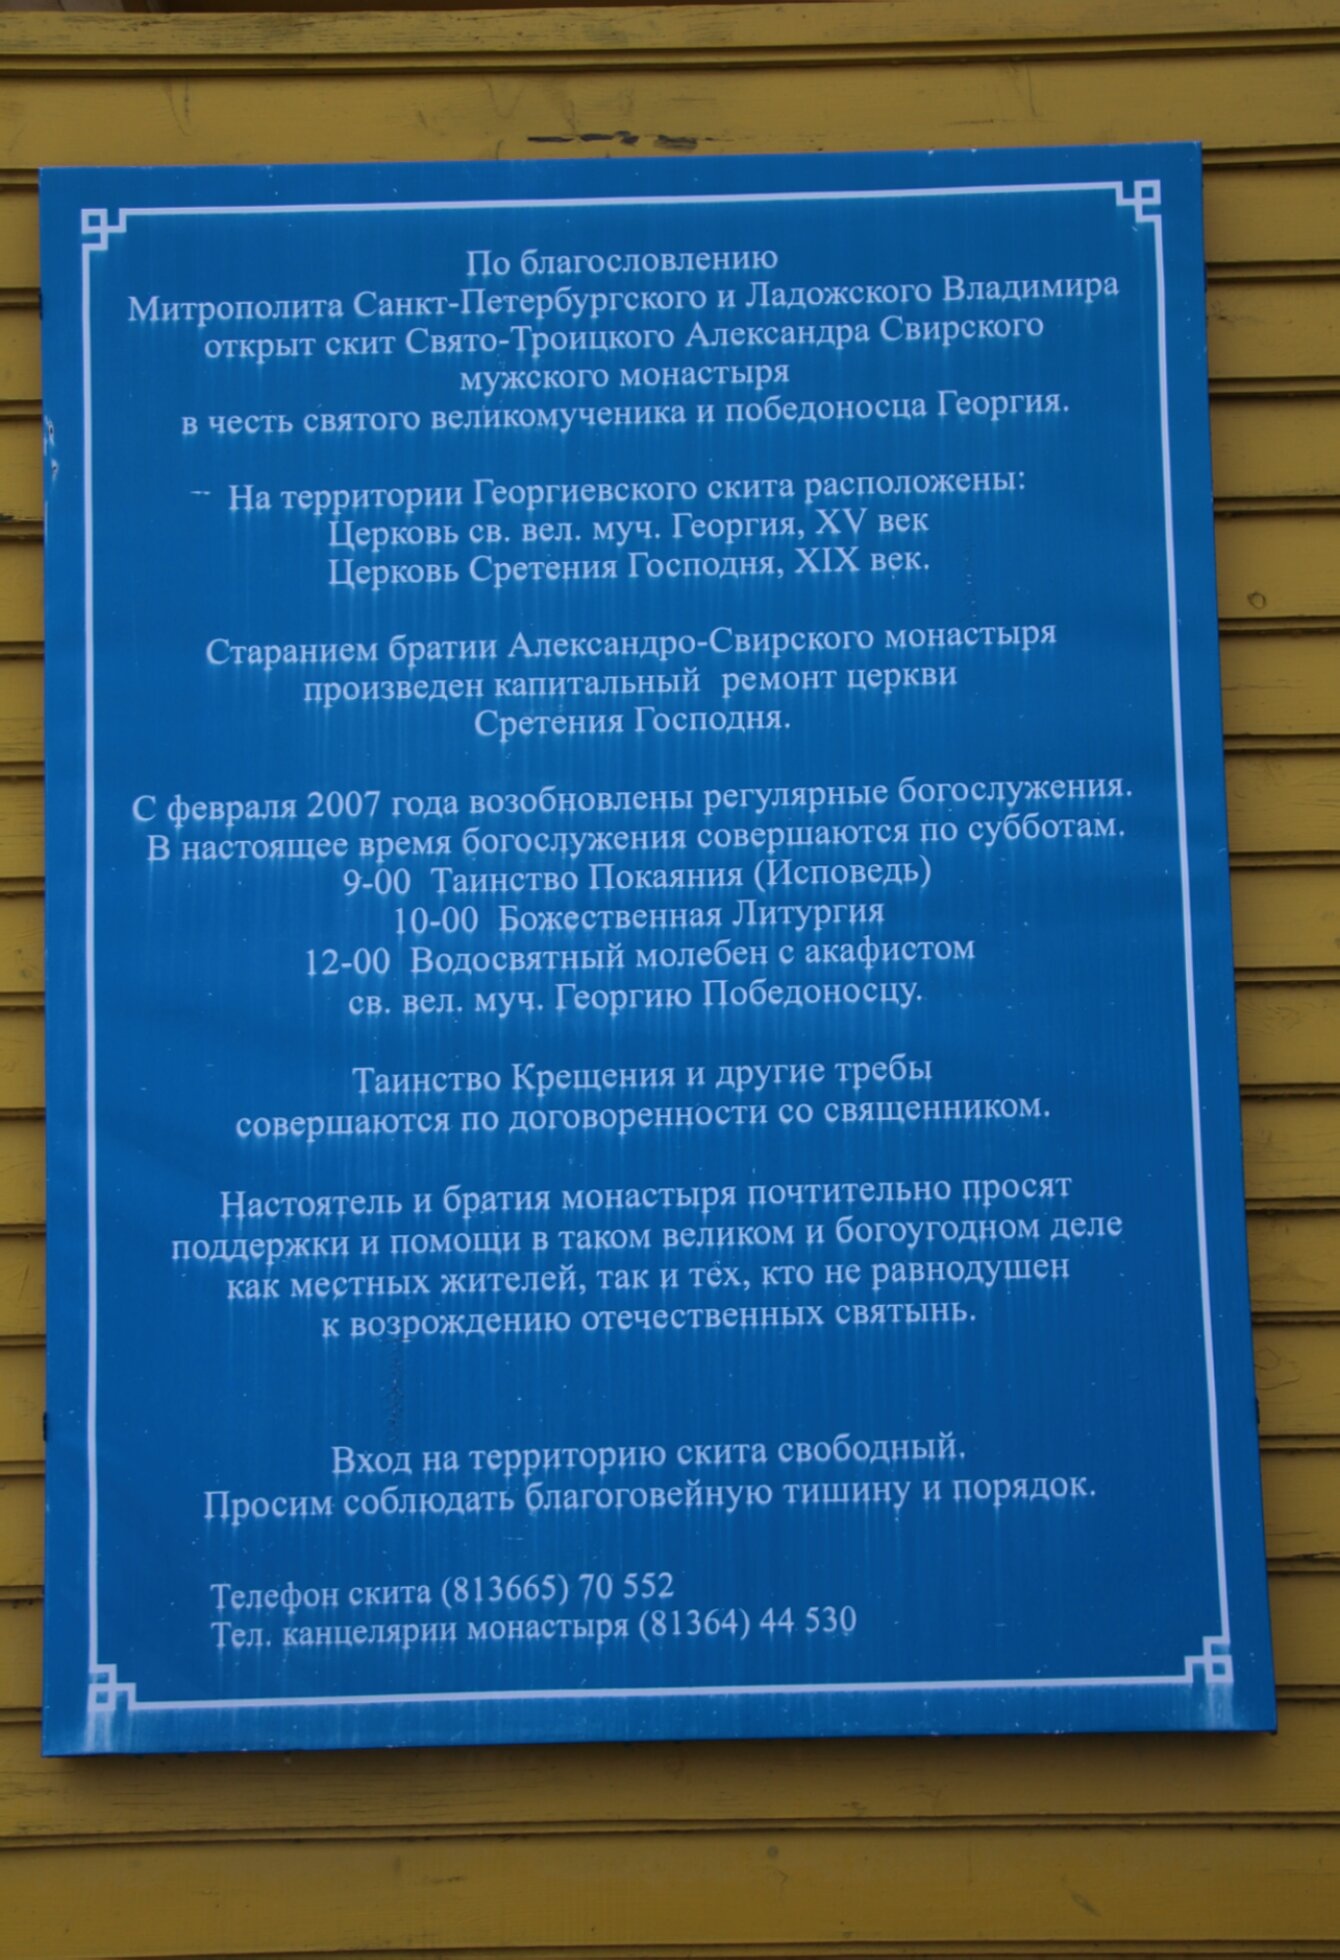 По благословлению
Митрополита Санкт-Петербургского и Ладожского Владимира
открыт скит Свято-Троицкого Александра Свирского
мужского монастыря
в честь святого великомученика и победоносца Георгия.
На территории Георгиевского скита расположены:
Церковь св. вел. муч. Георгия, XV век
Церковь Сретения Господня, XIX век.
Старанием братии Александро-Свирского монастыря
произведен капитальный ремонт церкви
Сретения Господня.
С февраля 2007 года возобновлены регулярные богослужения.
В настоящее время богослужения совершаются по субботам.
9-00 Таинство Покаяния (Исповедь)
10-00 Божественная Литургия
12-00 Водосвятный молебен с акафистом
св. вел. муч. Георгию Победоносцу.
Таинство Крещения и другие требы
совершаются по договоренности со священником.
Настоятель и братия монастыря почтительно просят
поддержки и помощи в таком великом и богоугодном деле
как местных жителей, так и тех, кто не равнодушен
к возрождению отечественных святынь.
Вход на территорию скита свободный.
Просим соблюдать благоговейную тишину и порядок.
Телефон скита (813665) 70 552
Тел. канцелярии монастыря (81364) 44 530